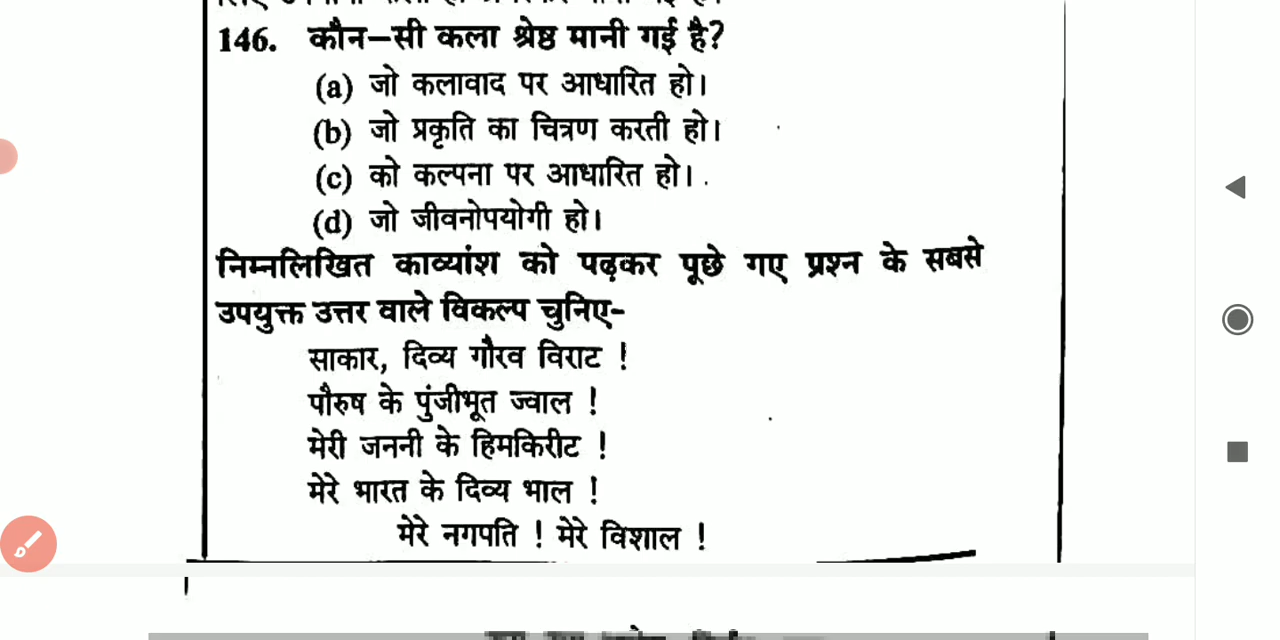 146. कौन–सी कला श्रेष्ठ मानी गई है?
(a) जो कलावाद पर आधारित हो।
(b) जो प्रकृति का चित्रण करती हो।
(c) को कल्पना पर आधारित हो।
(d) जो जीवनोपयोगी हो।
निम्नलिखित काव्यांश को पढ़कर पूछे गए प्रश्न के सबसे
उपयुक्त उत्तर वाले विकल्प चुनिए-
साकार, दिव्य गौरव विराट !
पौरुष के पुंजीभूत ज्वाल !
मेरी जननी के हिमकिरीट !
मेरे भारत के दिव्य भाल !
मेरे नगपति ! मेरे विशाल !